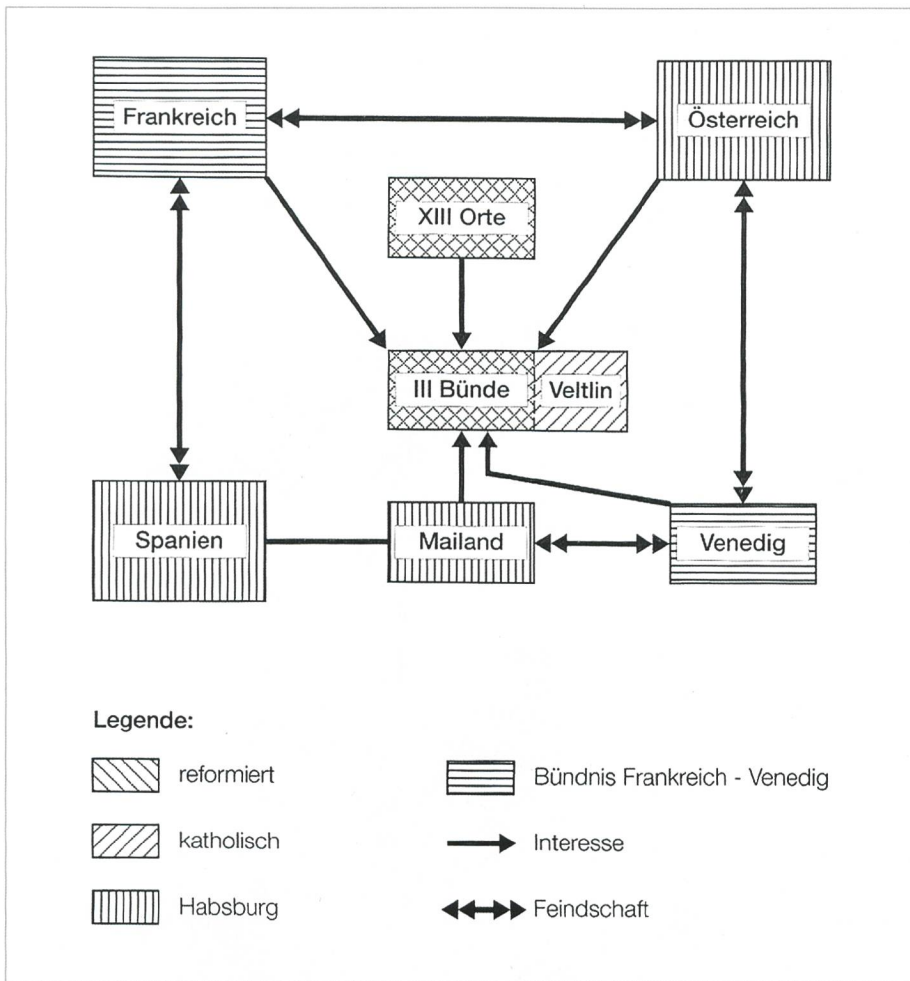 Frankreich
Österreich
XIII Orte
III Bünde
Veltlin
Spanien
Mailand
Venedig
Legende:
reformiert
Bündnis Frankreich - Venedig
katholisch
Interesse
Habsburg
Feindschaft